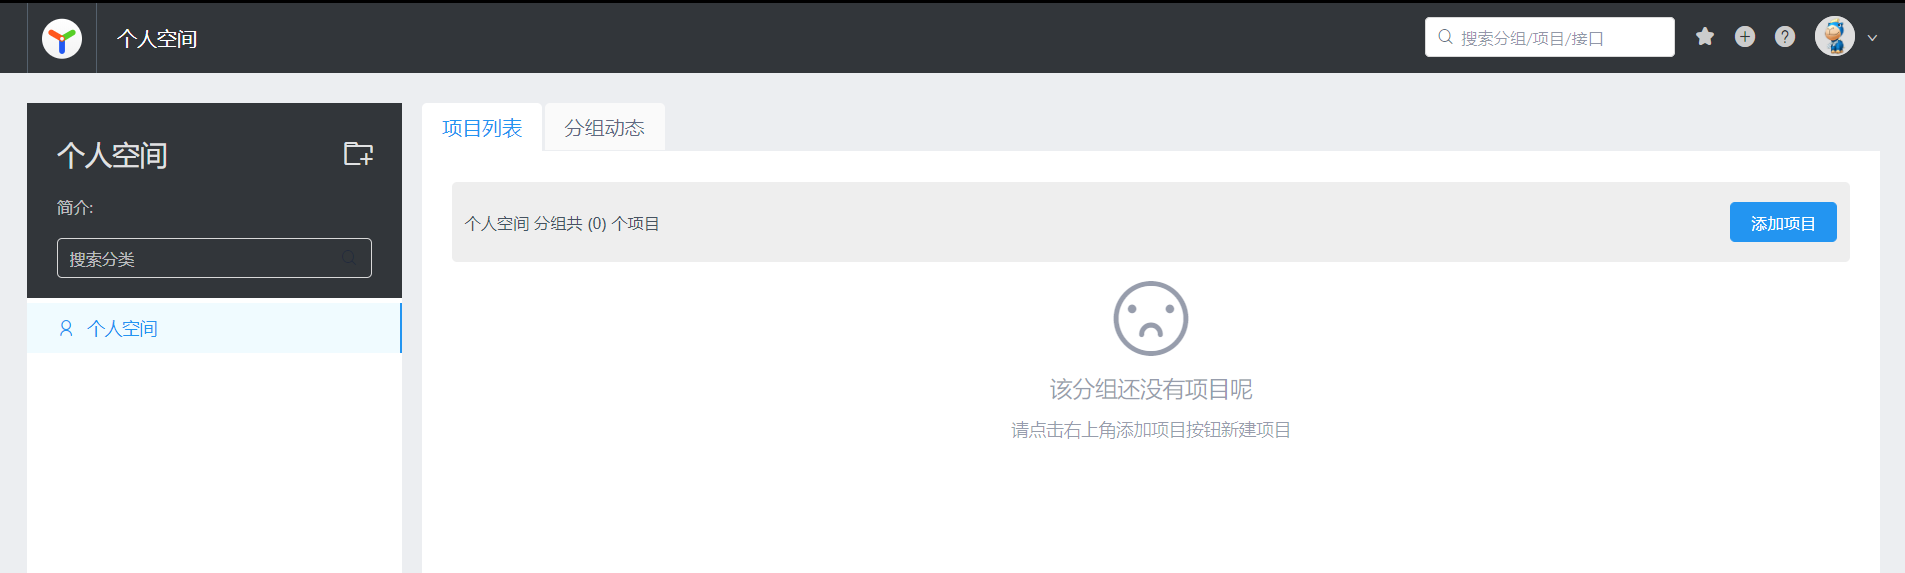 个人空间
搜索分组/项目/接口
个人空间
简介:
搜索分类
个人空间
项目列表
分组动态
个人空间 分组共 (0) 个项目
添加项目
该分组还没有项目呢
请点击右上角添加项目按钮新建项目